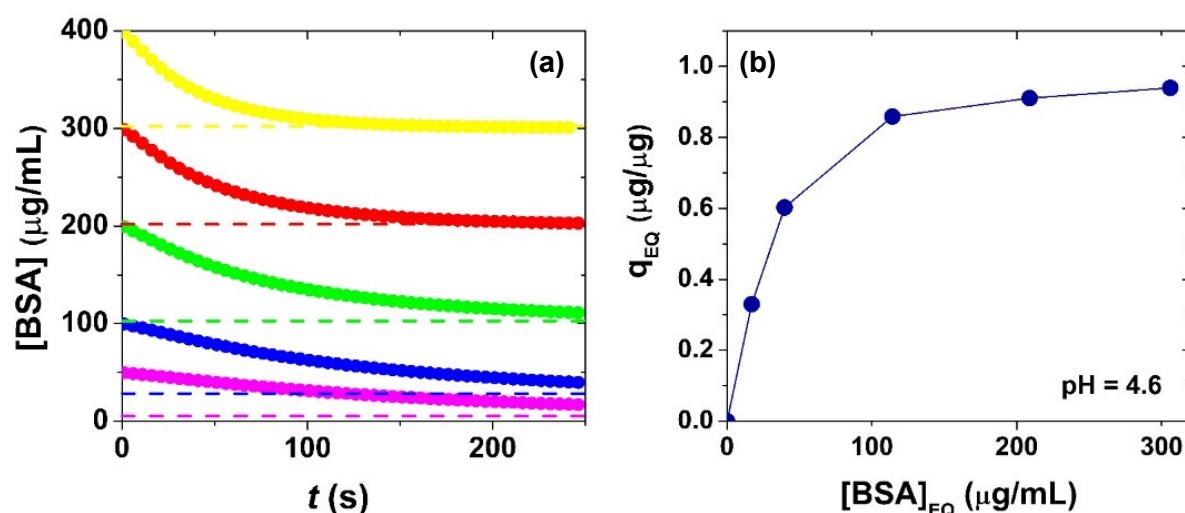 (a)
[BSA] (μg/mL)
400
300
200
100
0
0 100 200
t (s)
(b)
q_EQ (μg/μg)
1.0
0.8
0.6
0.4
0.2
0.0
pH = 4.6
0 100 200 300
[BSA]_EQ (μg/mL)